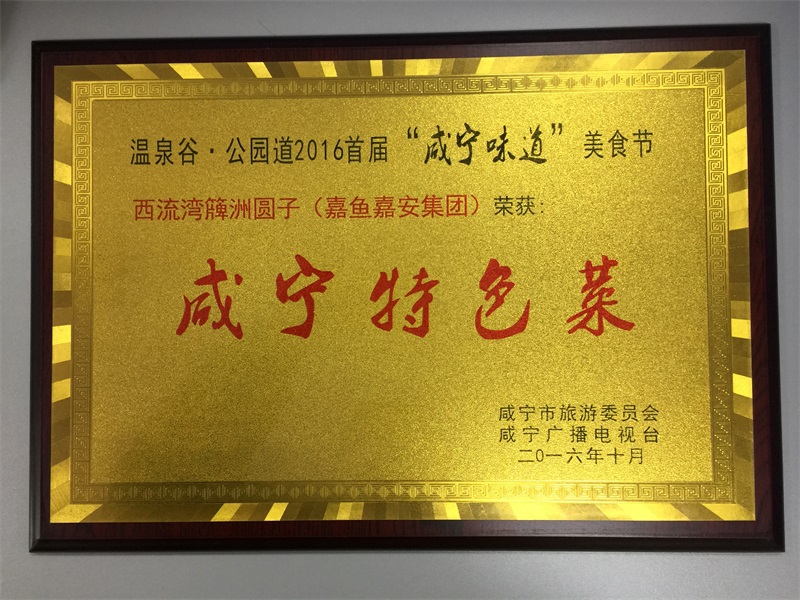 温泉谷·公园道2016首届“咸宁味道”美食节
西流湾簰洲圆子（嘉鱼嘉安集团）荣获:
咸宁特色菜
咸宁市旅游委员会
咸宁广播电视台
二〇一六年十月